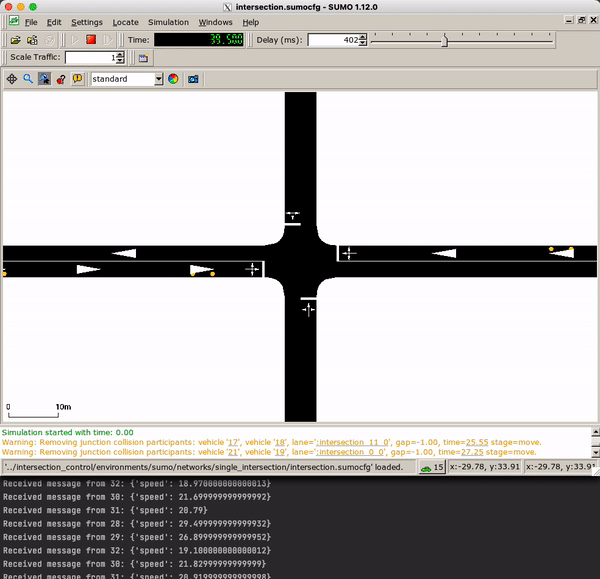 intersection.sumocfg - SUMO 1.12.0
File Edit Settings Locate Simulation Windows Help
Time: 39.500 Delay (ms): 402
Scale Traffic: 1
standard
0 10m
Simulation started with time: 0.00
Warning: Removing junction collision participants: vehicle '17', vehicle '18', lane=':intersection_11_0', gap=-1.00, time=25.55 stage=move.
Warning: Removing junction collision participants: vehicle '21', vehicle '19', lane=':intersection_0_0', gap=-1.00, time=27.25 stage=move.
'../intersection_control/environments/sumo/networks/single_intersection/intersection.sumocfg' loaded. 15 x:-29.78, y:33.91 x:-29.78, y:33.91
Received message from 32: {'speed': 18.970000000000013}
Received message from 30: {'speed': 21.699999999999992}
Received message from 31: {'speed': 20.79}
Received message from 28: {'speed': 29.499999999999932}
Received message from 29: {'speed': 26.899999999999952}
Received message from 32: {'speed': 19.100000000000012}
Received message from 30: {'speed': 21.82999999999999}
Received message from 31: {'speed': 20.919999999999998}